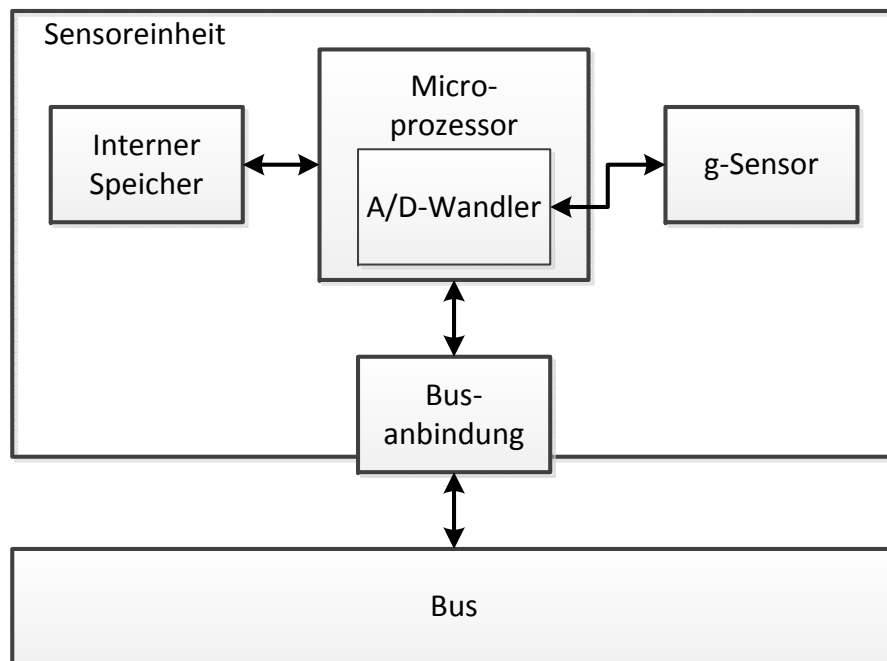 Sensoreinheit
Micro-
prozessor
Interner
Speicher
A/D-Wandler
g-Sensor
Bus-
anbindung
Bus